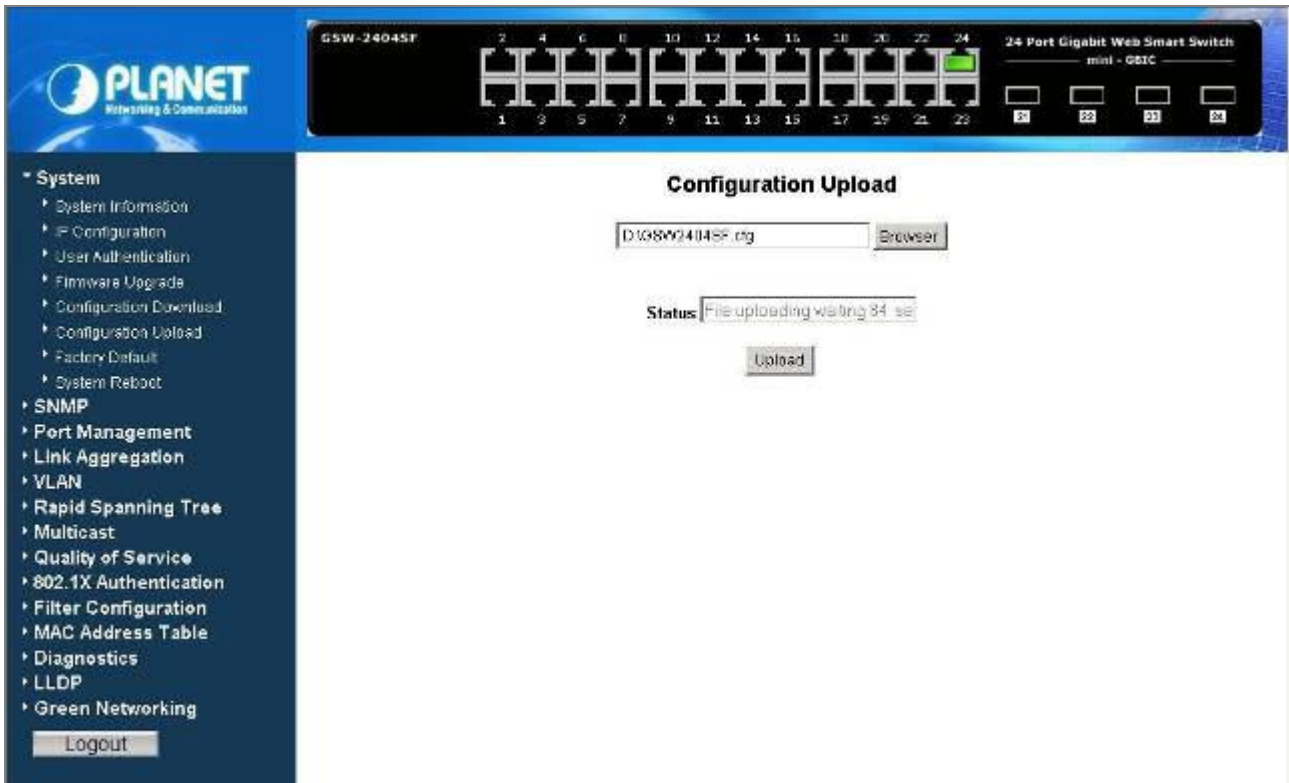 PLANET
Networking & Communication
GSW-2404SF
2 4 6 8 10 12 14 16 18 20 22 24
1 3 5 7 9 11 13 15 17 19 21 23
24 Port Gigabit Web Smart Switch
mini - GBIC
21 22 23 24
System
System Information
IP Configuration
User Authentication
Firmware Upgrade
Configuration Download
Configuration Upload
Factory Default
System Reboot
SNMP
Port Management
Link Aggregation
VLAN
Rapid Spanning Tree
Multicast
Quality of Service
802.1X Authentication
Filter Configuration
MAC Address Table
Diagnostics
LLDP
Green Networking
Logout
Configuration Upload
D:\GSW2404SF.cfg Browser
Status File uploading waiting 84 se
Upload